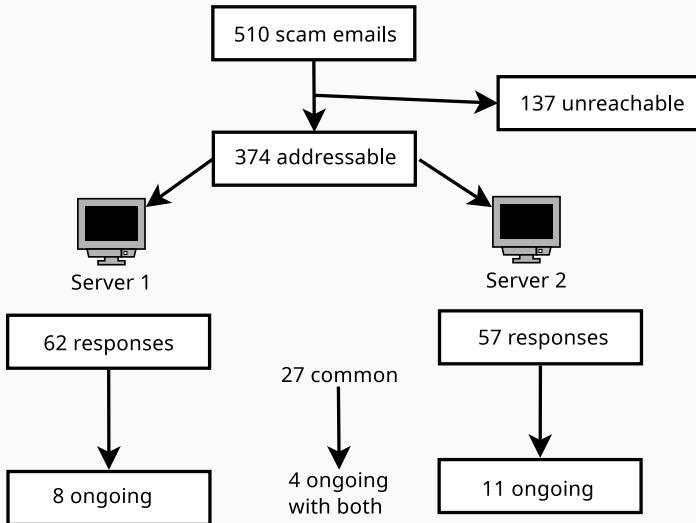 510 scam emails
137 unreachable
374 addressable
Server 1
Server 2
62 responses
57 responses
27 common
8 ongoing
4 ongoing
with both
11 ongoing